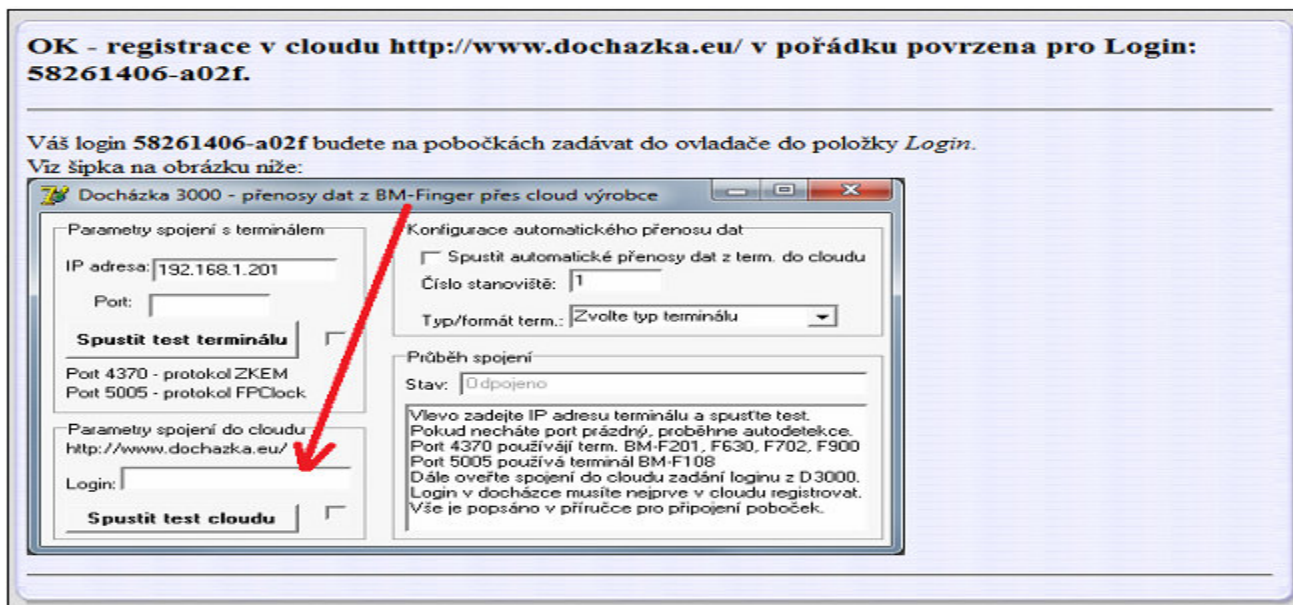 OK - registrace v cloudu http://www.dochazka.eu/ v pořádku povrzena pro Login:
58261406-a02f.
Váš login 58261406-a02f budete na pobočkách zadávat do ovladače do položky Login.
Viz šipka na obrázku níže:
Docházka 3000 - přenosy dat z BM-Finger přes cloud výrobce
Parametry spojení s terminálem
IP adresa: 192.168.1.201
Port:
Spustit test terminálu
Port 4370 - protokol ZKEM
Port 5005 - protokol FPClock
Parametry spojení do cloudu
http://www.dochazka.eu/
Login:
Spustit test cloudu
Konfigurace automatického přenosu dat
Spustit automatické přenosy dat z term. do cloudu
Číslo stanoviště: 1
Typ/formát term.: Zvolte typ terminálu
Průběh spojení
Stav: Odpojeno
Vlevo zadejte IP adresu terminálu a spusťte test.
Pokud necháte port prázdný, proběhne autodetekce.
Port 4370 používájí term. BM-F201, F630, F702, F900
Port 5005 používá terminál BM-F108
Dále oveřte spojení do cloudu zadání loginu z D3000.
Login v docházce musíte nejprve v cloudu registrovat.
Vše je popsáno v příručce pro připojení poboček.